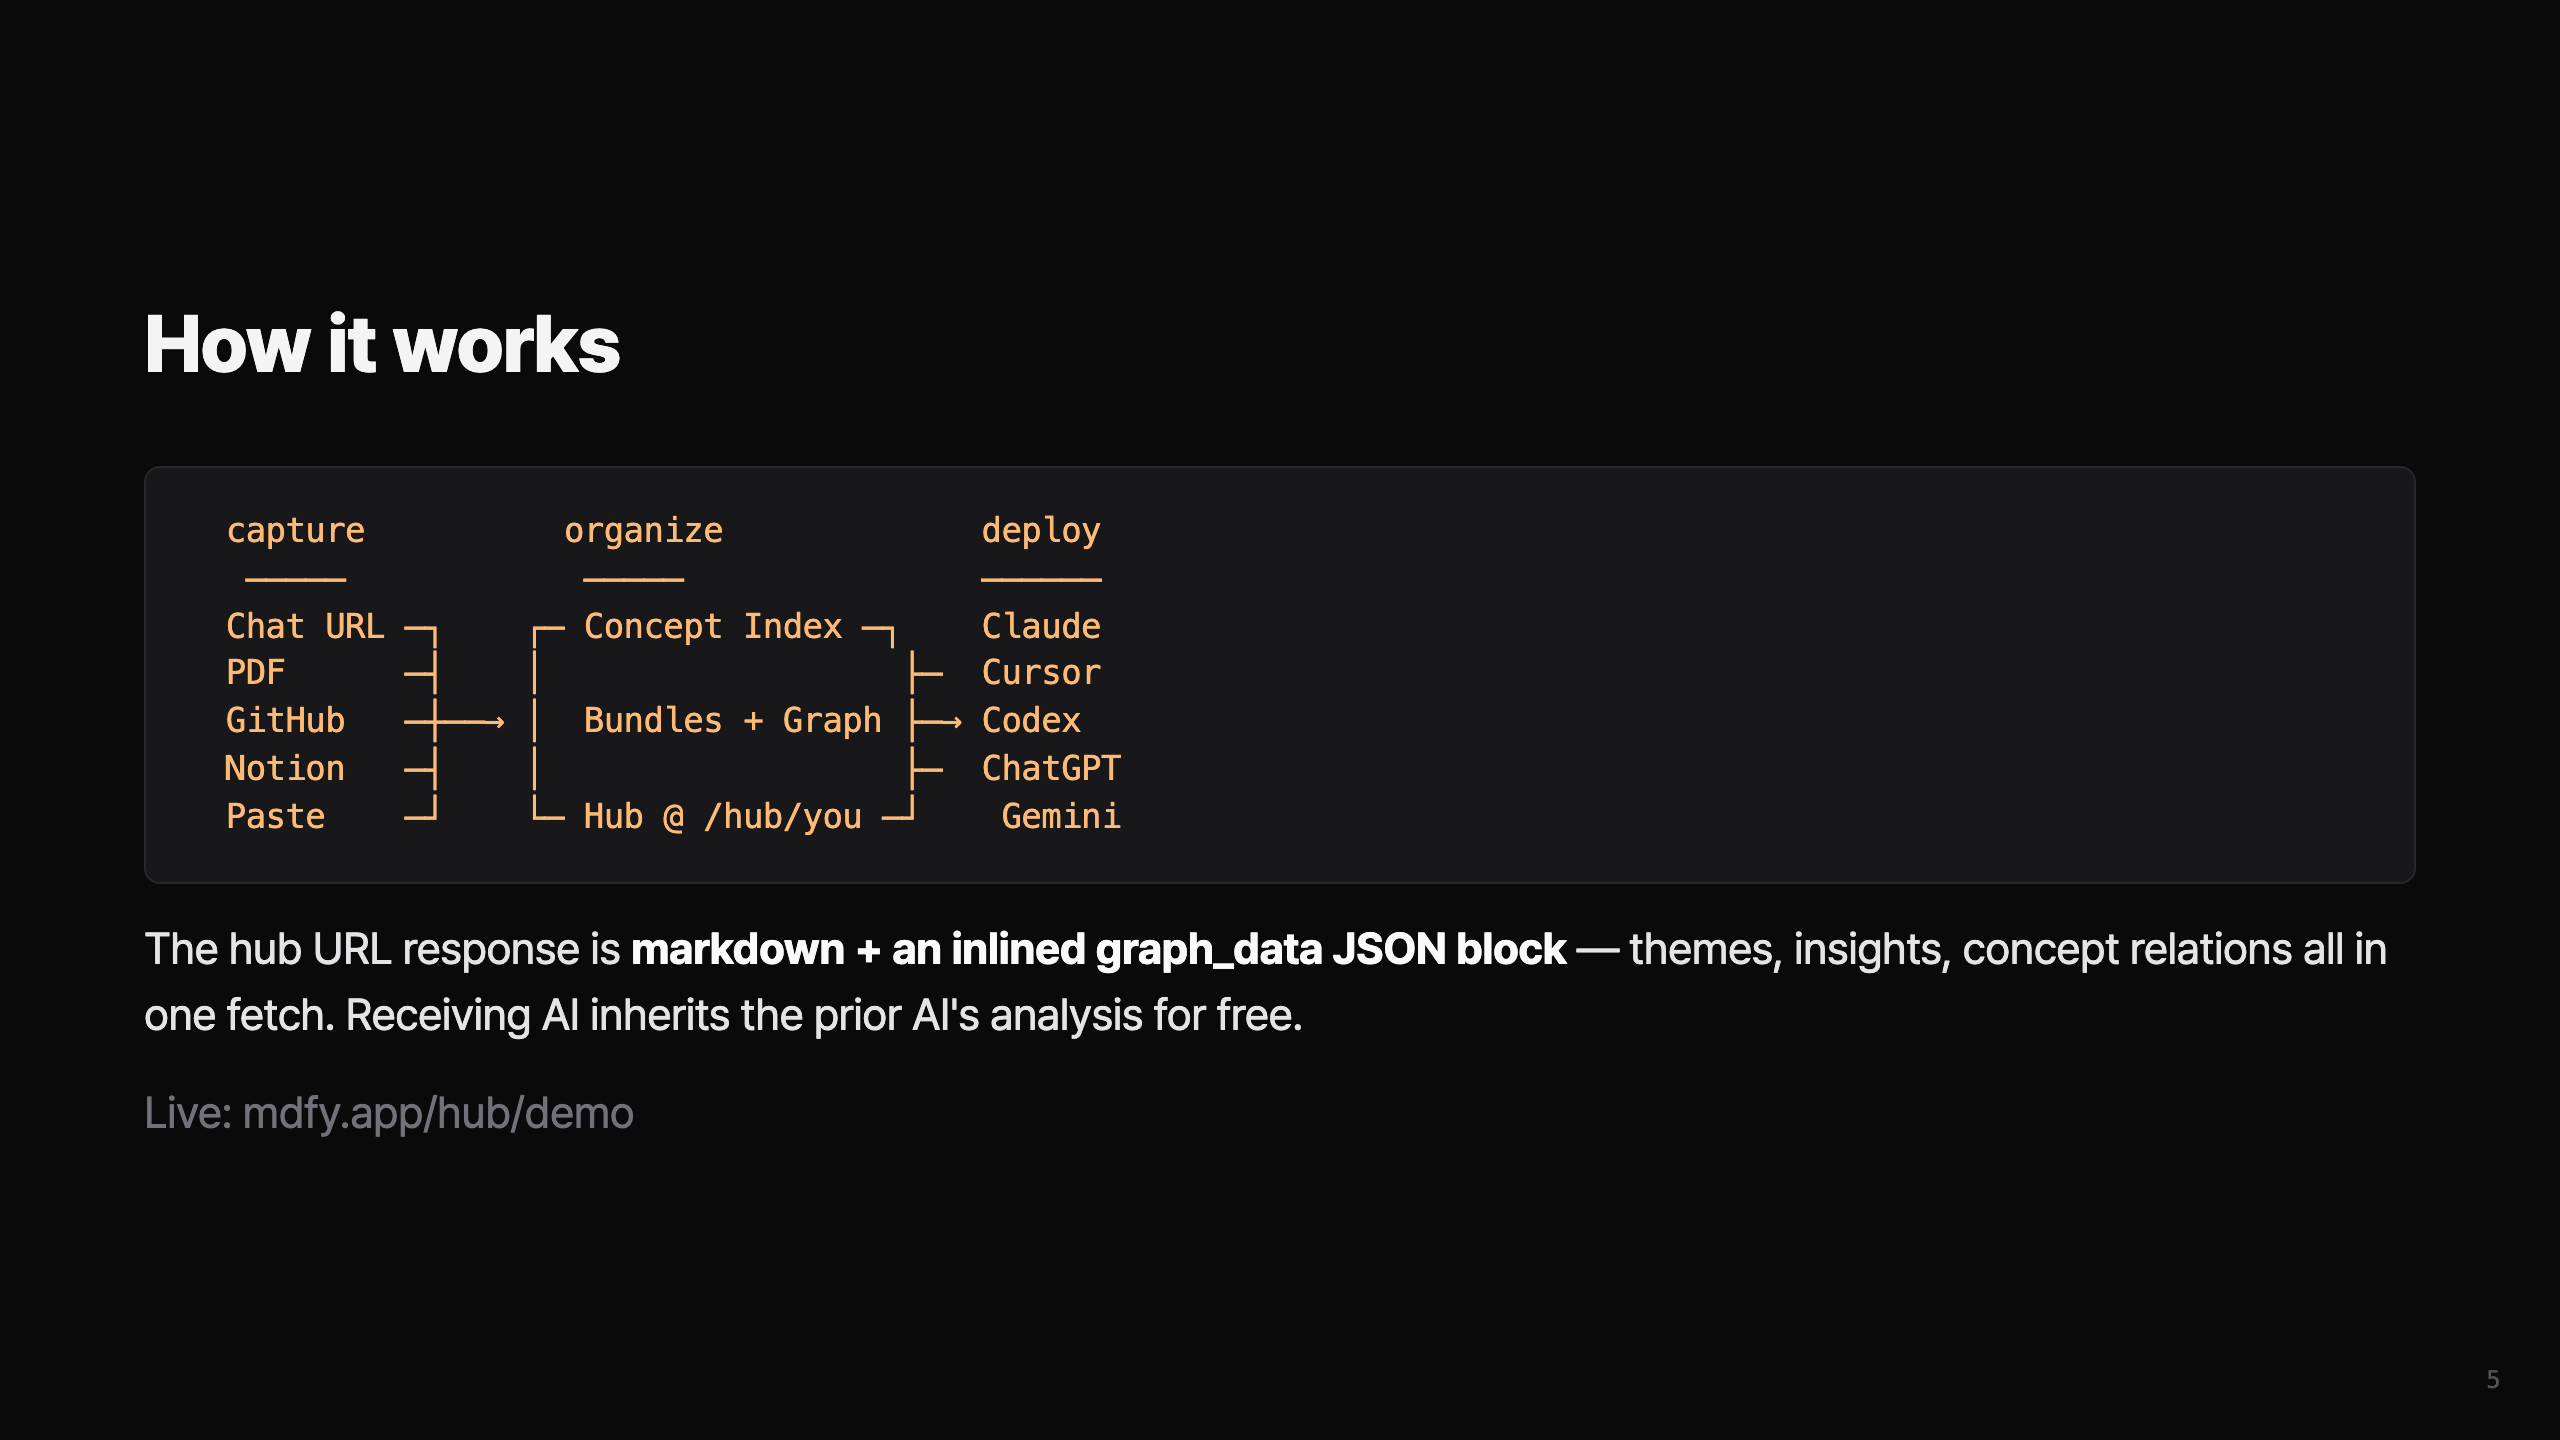 How it works
capture          organize             deploy
 ─────            ─────               ──────
Chat URL ─┐    ┌─ Concept Index ─┐    Claude
PDF      ─┤    │                  ├─  Cursor
GitHub   ─┼──→ │  Bundles + Graph ├─→ Codex
Notion   ─┤    │                  ├─  ChatGPT
Paste    ─┘    └─ Hub @ /hub/you ─┘    Gemini
The hub URL response is markdown + an inlined graph_data JSON block — themes, insights, concept relations all in
one fetch. Receiving AI inherits the prior AI's analysis for free.
Live: mdfy.app/hub/demo
5